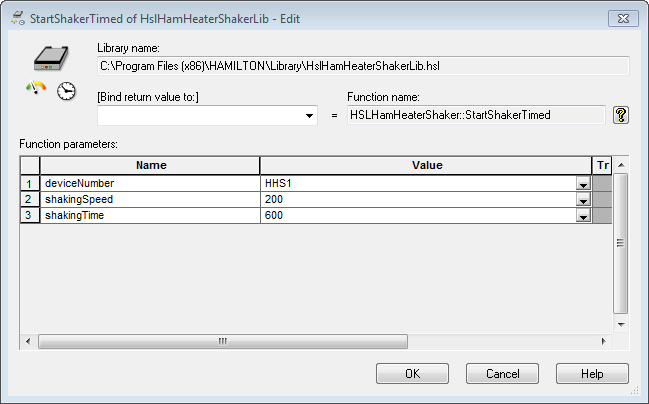 StartShakerTimed of HslHamHeaterShakerLib - Edit
Library name:
C:\Program Files (x86)\HAMILTON\Library\HslHamHeaterShakerLib.hsl
[Bind return value to:] Function name:
= HSLHamHeaterShaker::StartShakerTimed
Function parameters:
Name Value Tr
1 deviceNumber HHS1
2 shakingSpeed 200
3 shakingTime 600
OK Cancel Help